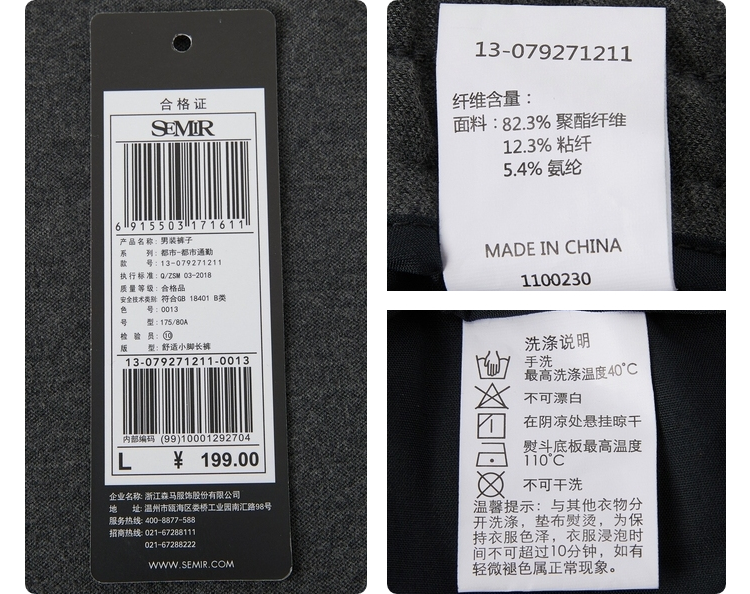 合格证
SEMIR
6 915503 171611
产品名称: 男装裤子
系 列: 都市-都市通勤
款 号: 13-079271211
执行标准: Q/ZSM 03-2018
质量等级: 合格品
安全技术类别: 符合GB 18401 B类
色 号: 0013
号 型: 175/80A
检 验 员: ⑩
版 型: 舒适小脚长裤
13-079271211-0013
内部编码 (99)10001292704
L ¥ 199.00
企业名称: 浙江森马服饰股份有限公司
地 址: 温州市瓯海区娄桥工业园南汇路98号
服务热线: 400-8877-588
招商热线: 021-67288111
021-67288222
WWW.SEMIR.COM
13-079271211
纤维含量：
面料：82.3% 聚酯纤维
12.3% 粘纤
5.4% 氨纶
MADE IN CHINA
1100230
洗涤说明
手洗
最高洗涤温度40°C
不可漂白
在阴凉处悬挂晾干
熨斗底板最高温度
110°C
不可干洗
温馨提示：与其他衣物分
开洗涤，垫布熨烫，为保
持衣服色泽，衣服浸泡时
间不可超过10分钟，如有
轻微褪色属正常现象。